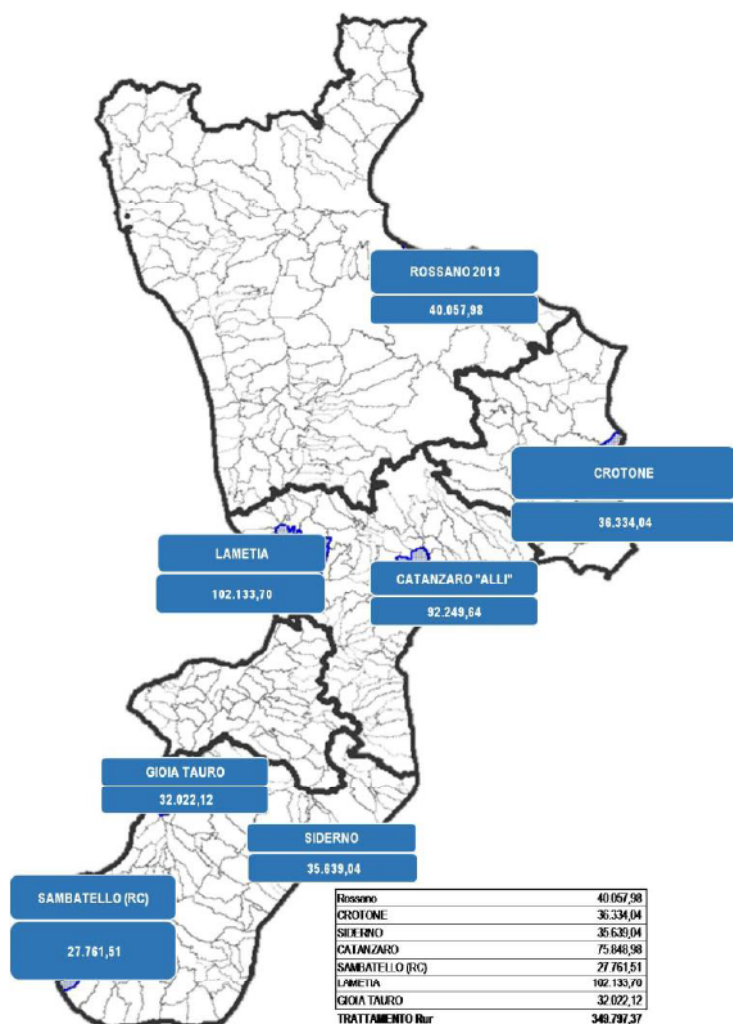 ROSSANO 2013
40.057,98
CROTONE
36.334,04
LAMETIA
102.133,70
CATANZARO "ALLI"
92.249,64
GIOIA TAURO
32.022,12
SIDERNO
35.639,04
SAMBATELLO (RC)
27.761,51
Rossano 40.057,98
CROTONE 36.334,04
SIDERNO 35.639,04
CATANZARO 75.848,98
SAMBATELLO (RC) 27.761,51
LAMETIA 102.133,70
GIOIA TAURO 32.022,12
TRATTAMENTO Rur 349.797,37